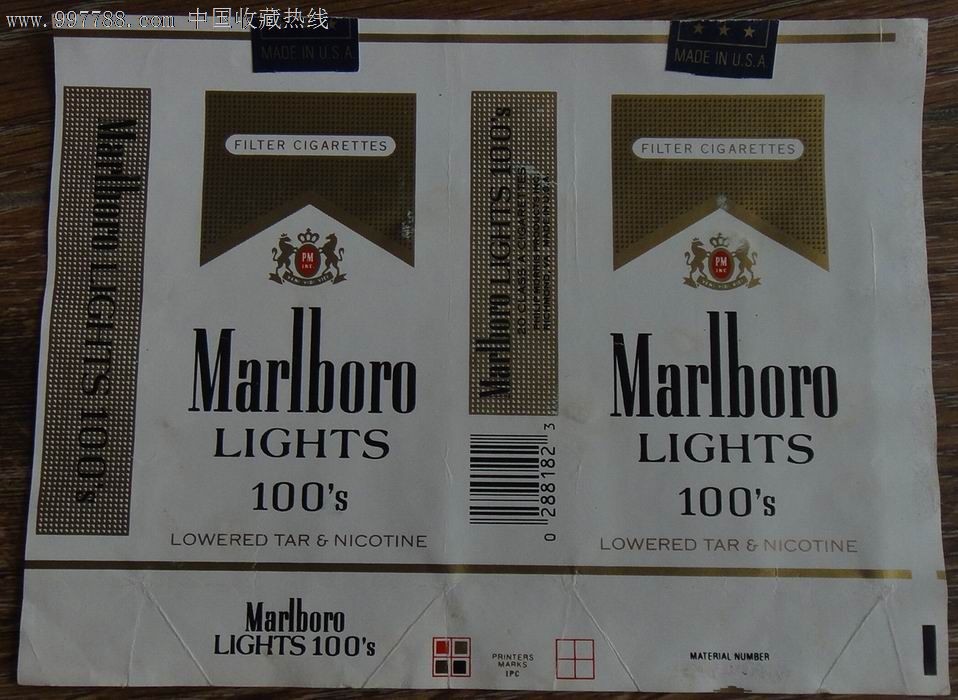 www.997788.com 中国收藏热线
MADE IN U.S.A.
MADE IN U.S.A.
Marlboro LIGHTS 100's
FILTER CIGARETTES
PM
INC.
Marlboro
LIGHTS
100's
LOWERED TAR & NICOTINE
Marlboro LIGHTS 100's
20 CLASS A CIGARETTES
0 288182 3
FILTER CIGARETTES
PM
INC.
Marlboro
LIGHTS
100's
LOWERED TAR & NICOTINE
Marlboro
LIGHTS 100's
PRINTERS
MARKS
IPC
MATERIAL NUMBER